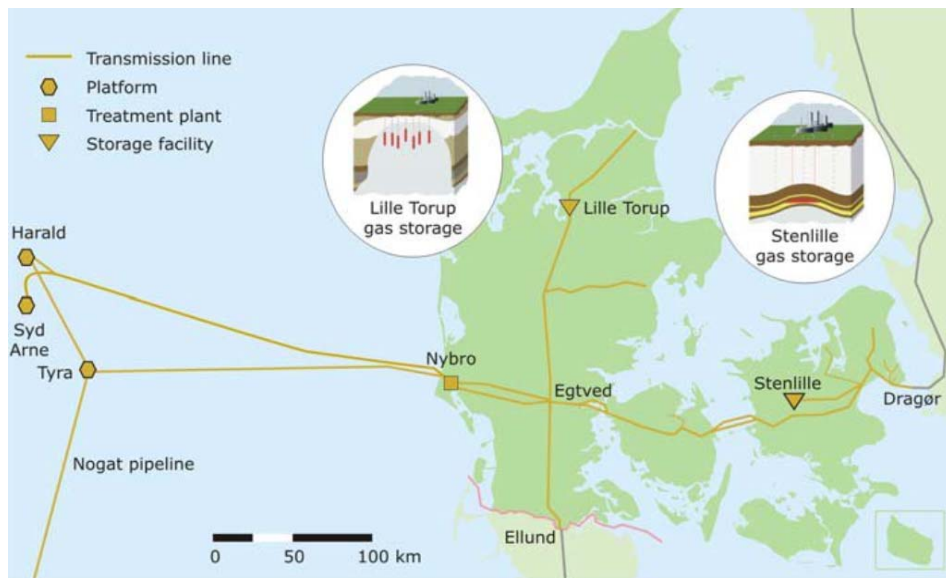 Transmission line
Platform
Treatment plant
Storage facility
Lille Torup
gas storage
Stenlille
gas storage
Lille Torup
Harald
Syd
Arne
Tyra
Nybro
Egtved
Stenlille
Dragør
Nogat pipeline
Ellund
0 50 100 km